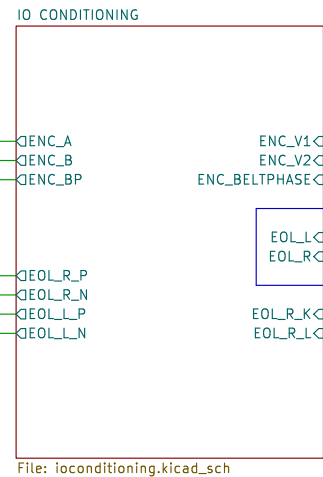 IO CONDITIONING
ENC_A
ENC_V1
ENC_B
ENC_V2
ENC_BP
ENC_BELTPHASE
EOL_L
EOL_R
EOL_R_P
EOL_R_N
EOL_L_P
EOL_R_K
EOL_L_N
EOL_R_L
File: ioconditioning.kicad_sch